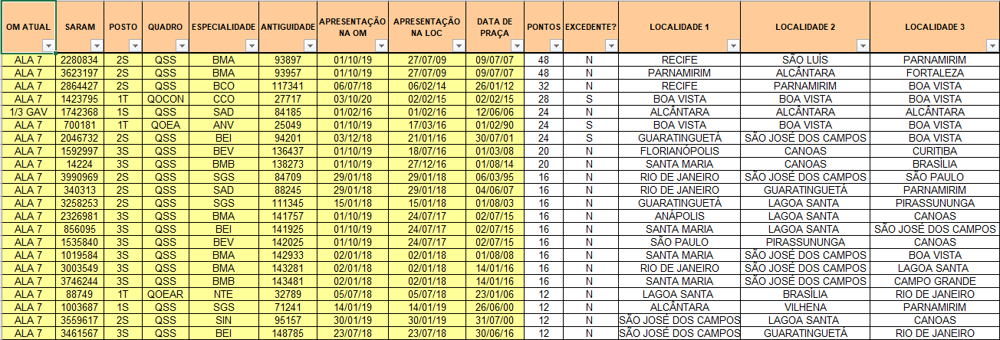 OM ATUAL SARAM POSTO QUADRO ESPECIALIDADE ANTIGUIDADE APRESENTAÇÃO NA OM APRESENTAÇÃO NA LOC DATA DE PRAÇA PONTOS EXCEDENTE? LOCALIDADE 1 LOCALIDADE 2 LOCALIDADE 3
ALA 7 2280834 2S QSS BMA 93897 01/10/19 27/07/09 09/07/07 48 N RECIFE SÃO LUÍS PARNAMIRIM
ALA 7 3623197 2S QSS BMA 93957 01/10/19 27/07/09 09/07/07 48 N PARNAMIRIM ALCÂNTARA FORTALEZA
ALA 7 2864427 2S QSS BCO 117341 06/07/18 06/02/14 26/01/12 32 N RECIFE PARNAMIRIM BOA VISTA
ALA 7 1423795 1T QOCON CCO 27717 03/10/20 02/02/15 02/02/15 28 S BOA VISTA BOA VISTA BOA VISTA
1/3 GAV 1742368 1S QSS SAD 84185 01/02/16 01/02/16 12/06/06 24 N ALCÂNTARA ALCÂNTARA ALCÂNTARA
ALA 7 700181 1T QOEA ANV 25049 01/10/19 17/03/16 01/02/90 24 S BOA VISTA BOA VISTA BOA VISTA
ALA 7 2046732 2S QSS BEI 94201 03/12/18 21/01/16 30/07/01 24 S GUARATINGUETÁ SÃO JOSÉ DOS CAMPOS BOA VISTA
ALA 7 1592997 3S QSS BEV 136437 01/10/19 18/07/16 01/03/08 20 N FLORIANÓPOLIS CANOAS CURITIBA
ALA 7 14224 3S QSS BMB 138273 01/10/19 27/12/16 01/08/14 20 N SANTA MARIA CANOAS BRASÍLIA
ALA 7 3990969 2S QSS SGS 84709 29/01/18 29/01/18 06/03/95 16 N RIO DE JANEIRO SÃO JOSÉ DOS CAMPOS SÃO PAULO
ALA 7 340313 2S QSS SAD 88245 29/01/18 29/01/18 04/06/07 16 N RIO DE JANEIRO GUARATINGUETÁ PARNAMIRIM
ALA 7 3258253 2S QSS SGS 111345 15/01/18 15/01/18 01/08/03 16 N GUARATINGUETÁ LAGOA SANTA PIRASSUNUNGA
ALA 7 2326981 3S QSS BMA 141757 01/10/19 24/07/17 02/07/15 16 N ANÁPOLIS LAGOA SANTA CANOAS
ALA 7 856095 3S QSS BEI 141925 01/10/19 24/07/17 02/07/15 16 N SANTA MARIA LAGOA SANTA SÃO JOSÉ DOS CAMPOS
ALA 7 1535840 3S QSS BEV 142025 01/10/19 24/07/17 02/07/15 16 N SÃO PAULO PIRASSUNUNGA CANOAS
ALA 7 1019584 3S QSS BMA 142933 02/01/18 02/01/18 01/08/08 16 N SANTA MARIA SÃO JOSÉ DOS CAMPOS BOA VISTA
ALA 7 3003549 3S QSS BMA 143281 02/01/18 02/01/18 14/01/16 16 N RIO DE JANEIRO SÃO JOSÉ DOS CAMPOS LAGOA SANTA
ALA 7 3746244 3S QSS BMB 143481 02/01/18 02/01/18 14/01/16 16 N SANTA MARIA SÃO JOSÉ DOS CAMPOS CAMPO GRANDE
ALA 7 88749 1T QOEAR NTE 32789 05/07/18 05/07/18 23/01/06 12 N LAGOA SANTA BRASÍLIA RIO DE JANEIRO
ALA 7 1003687 1S QSS SGS 71241 14/01/19 14/01/19 26/06/00 12 N ALCÂNTARA VILHENA PARNAMIRIM
ALA 7 3559617 2S QSS SIN 95157 30/01/19 30/01/19 31/07/00 12 N SÃO JOSÉ DOS CAMPOS LAGOA SANTA CANOAS
ALA 7 3461567 3S QSS BEI 148785 23/07/18 23/07/18 30/06/16 12 N SÃO JOSÉ DOS CAMPOS GUARATINGUETÁ RIO DE JANEIRO